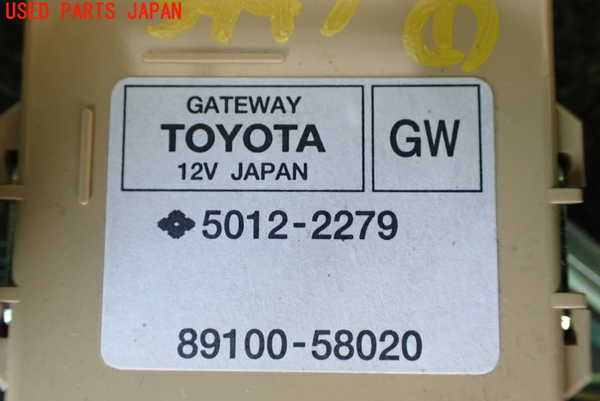 USED PARTS JAPAN
GATEWAY
TOYOTA
12V JAPAN
GW
5012-2279
89100-58020